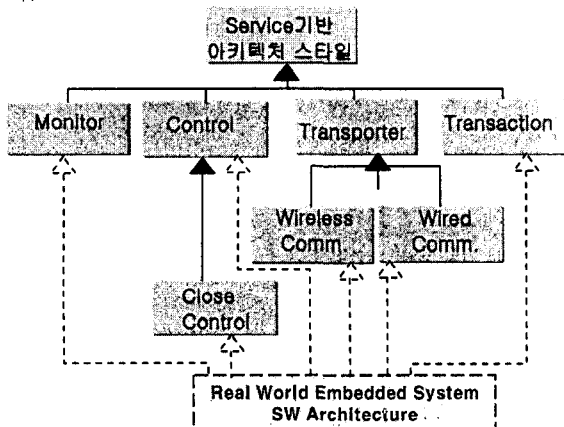 Service기반
아키텍처 스타일
Monitor
Control
Transporter
Transaction
Wireless
Comm.
Wired
Comm.
Close
Control
Real World Embedded System
SW Architecture